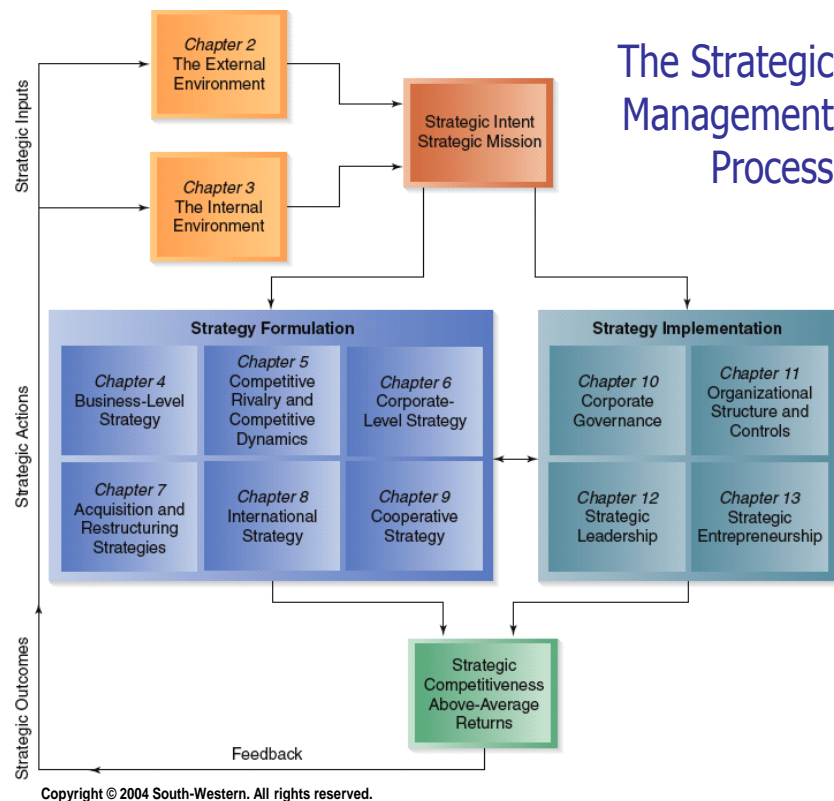 The Strategic
Management
Process
Strategic Inputs
Chapter 2
The External
Environment
Chapter 3
The Internal
Environment
Strategic Intent
Strategic Mission
Strategic Actions
Strategy Formulation
Chapter 4
Business-Level
Strategy
Chapter 5
Competitive
Rivalry and
Competitive
Dynamics
Chapter 6
Corporate-
Level Strategy
Chapter 7
Acquisition and
Restructuring
Strategies
Chapter 8
International
Strategy
Chapter 9
Cooperative
Strategy
Strategy Implementation
Chapter 10
Corporate
Governance
Chapter 11
Organizational
Structure and
Controls
Chapter 12
Strategic
Leadership
Chapter 13
Strategic
Entrepreneurship
Strategic Outcomes
Strategic
Competitiveness
Above-Average
Returns
Feedback
Copyright © 2004 South-Western. All rights reserved.